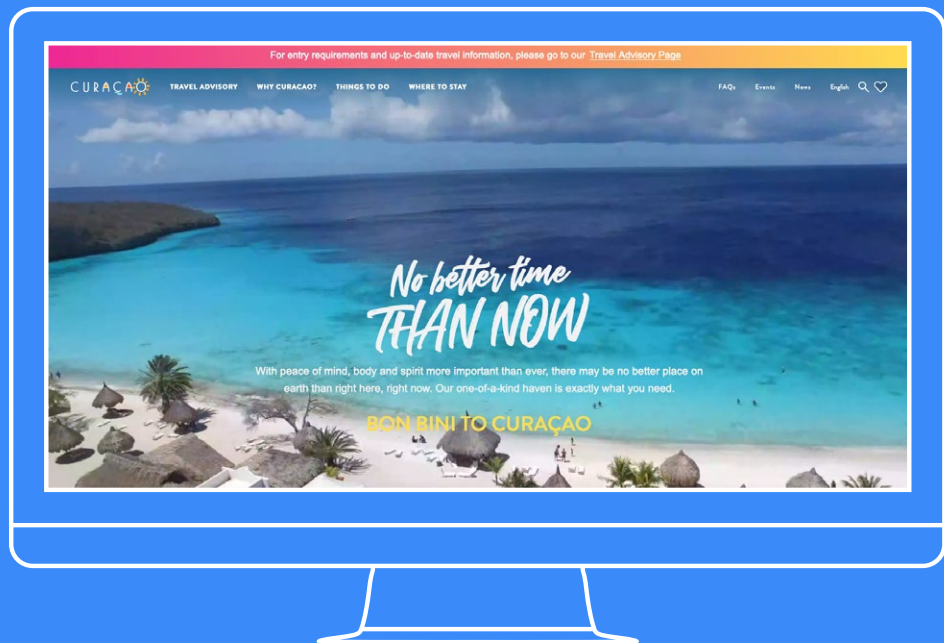 For entry requirements and up-to-date travel information, please go to our Travel Advisory Page
CURAÇAO TRAVEL ADVISORY WHY CURACAO? THINGS TO DO WHERE TO STAY FAQs Events News English
No better time
THAN NOW
With peace of mind, body and spirit more important than ever, there may be no better place on
earth than right here, right now. Our one-of-a-kind haven is exactly what you need.
BON BINI TO CURAÇAO